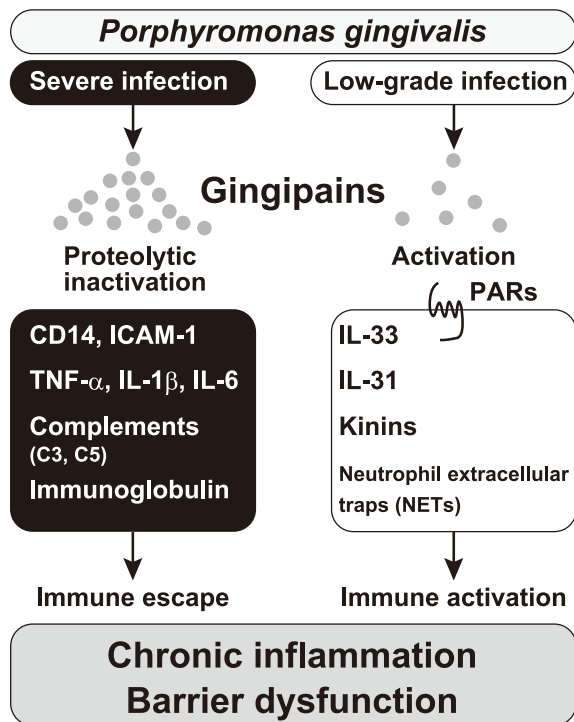 Porphyromonas gingivalis
Severe infection
Low-grade infection
Gingipains
Proteolytic
inactivation
Activation
PARs
CD14, ICAM-1
TNF-α, IL-1β, IL-6
Complements
(C3, C5)
Immunoglobulin
IL-33
IL-31
Kinins
Neutrophil extracellular
traps (NETs)
Immune escape
Immune activation
Chronic inflammation
Barrier dysfunction